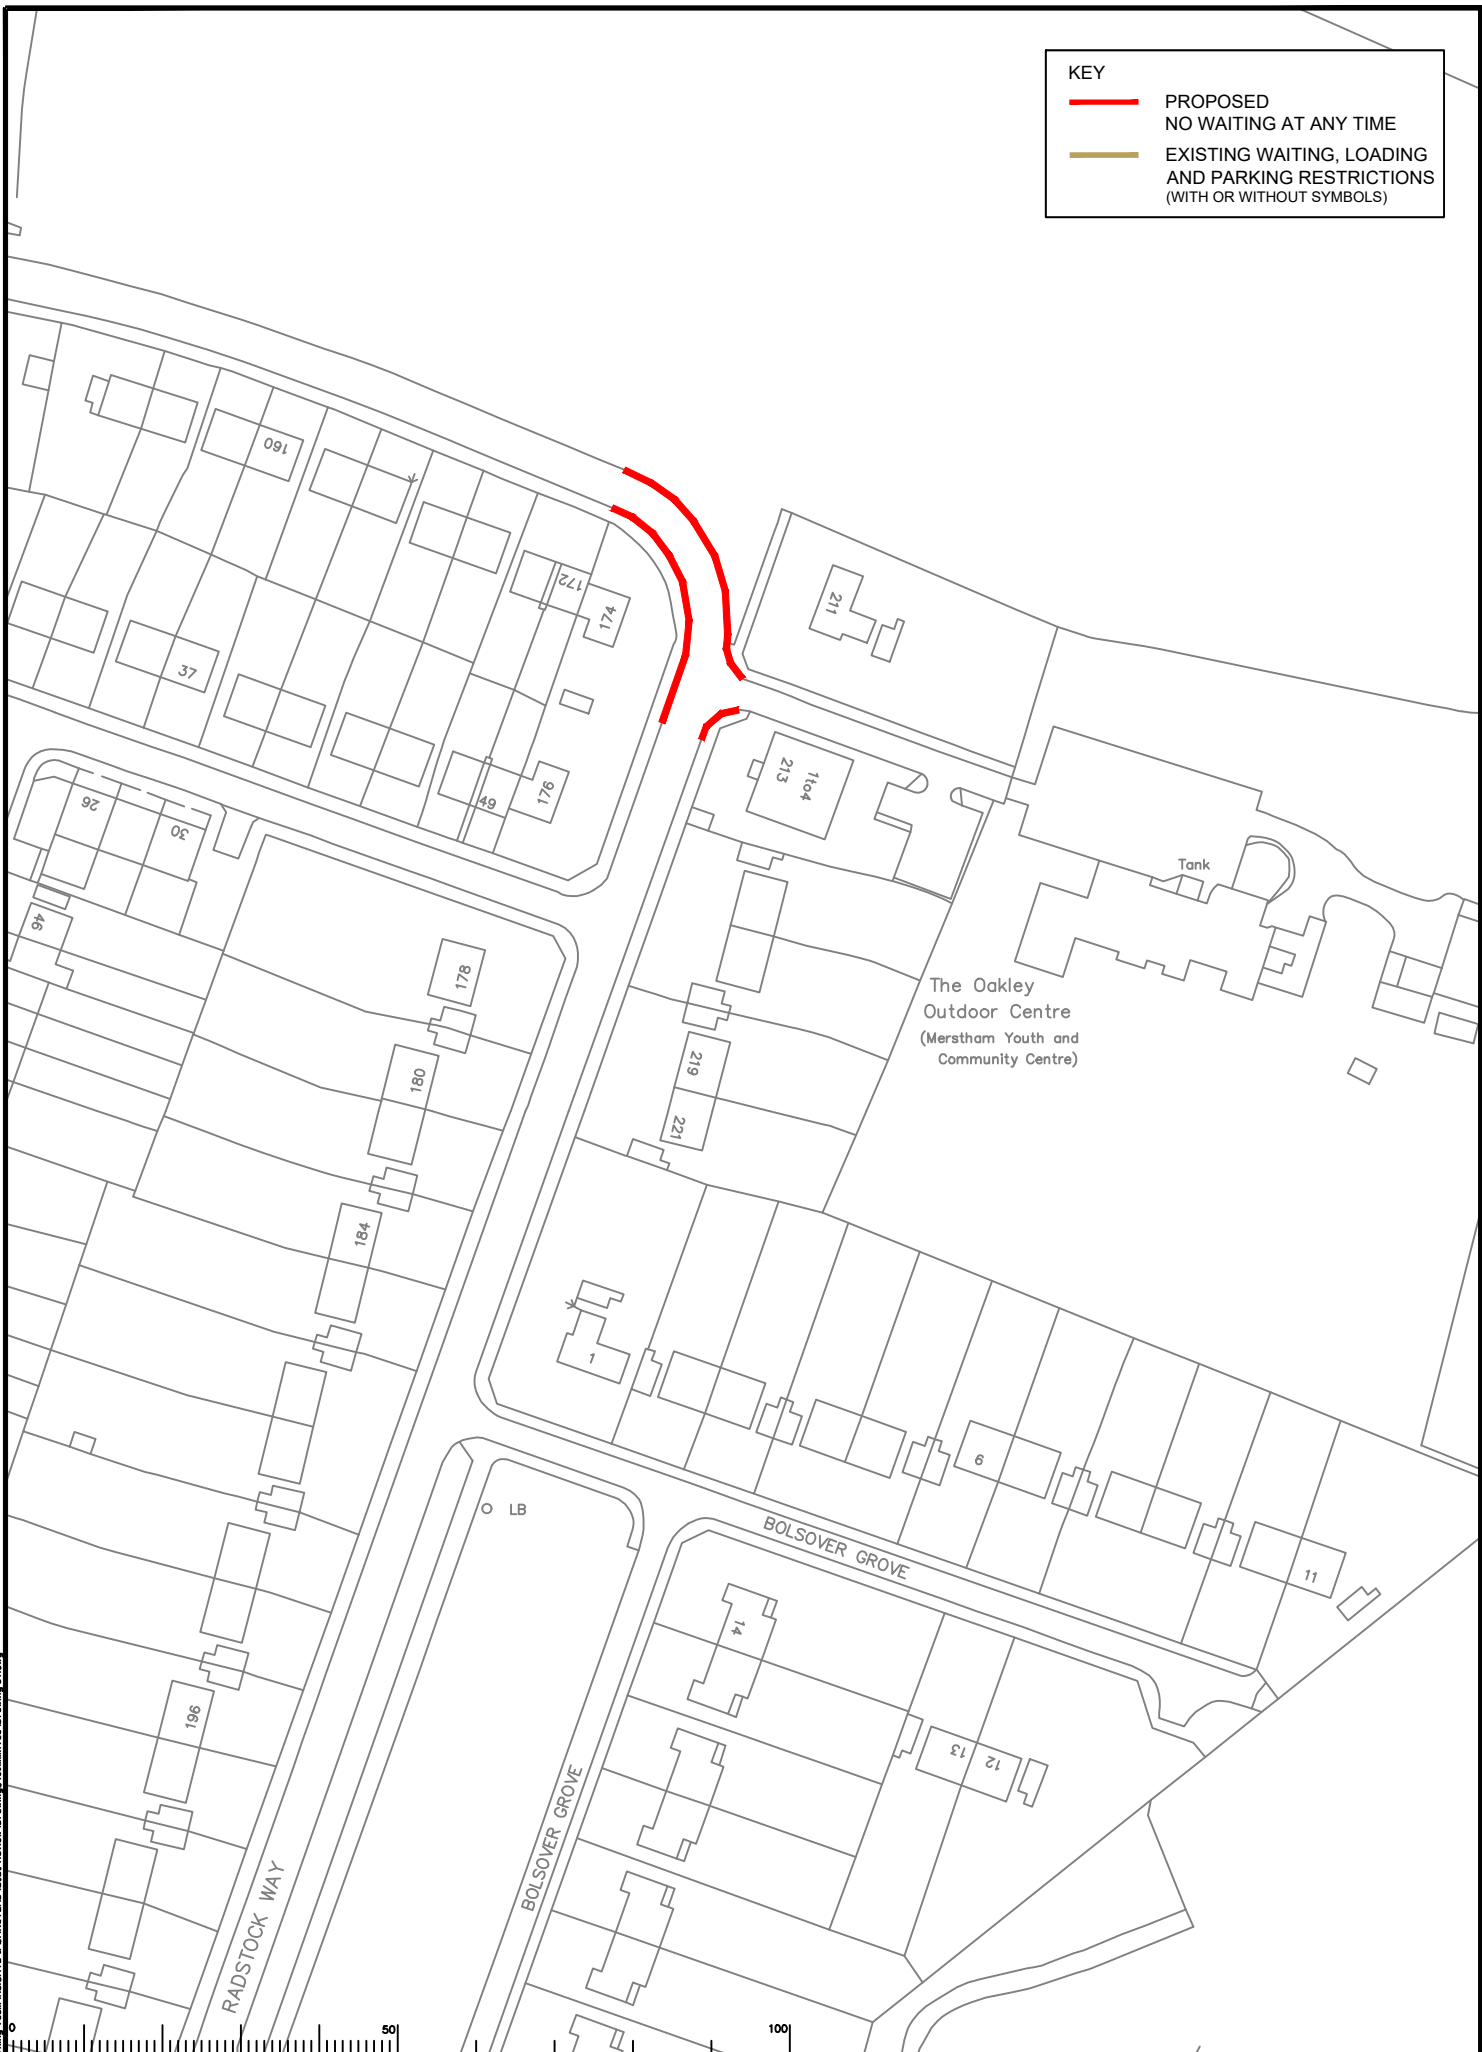 KEY
PROPOSED
NO WAITING AT ANY TIME
EXISTING WAITING, LOADING
AND PARKING RESTRICTIONS
(WITH OR WITHOUT SYMBOLS)
160
172
174
211
37
49
176
213
1to4
26
30
46
Tank
178
The Oakley
Outdoor Centre
(Merstham Youth and
Community Centre)
180
219
221
184
1
6
LB
BOLSOVER GROVE
11
14
196
13
12
BOLSOVER GROVE
RADSTOCK WAY
0
50
100